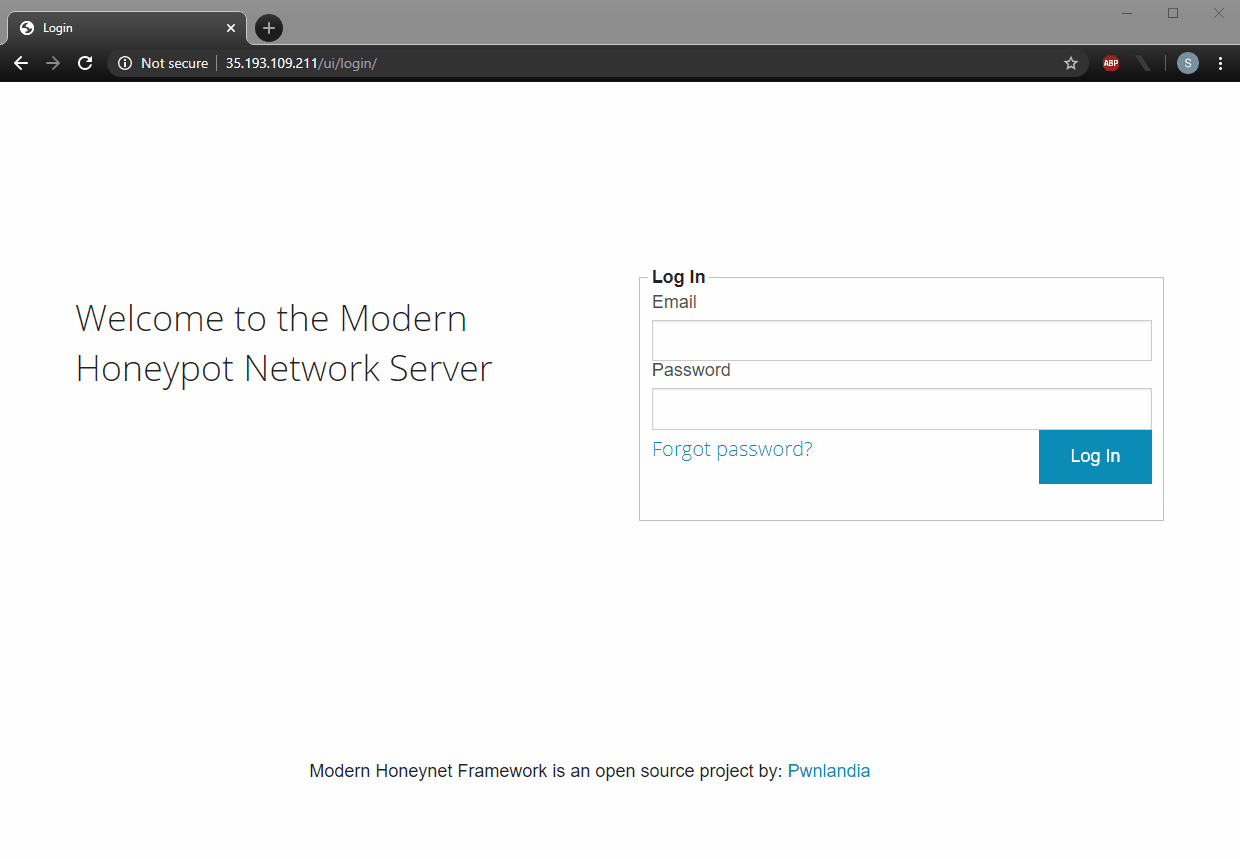 Login
Not secure 35.193.109.211/ui/login/
ABP
S
Welcome to the Modern
Honeypot Network Server
Log In
Email
Password
Forgot password?
Log In
Modern Honeynet Framework is an open source project by: Pwnlandia